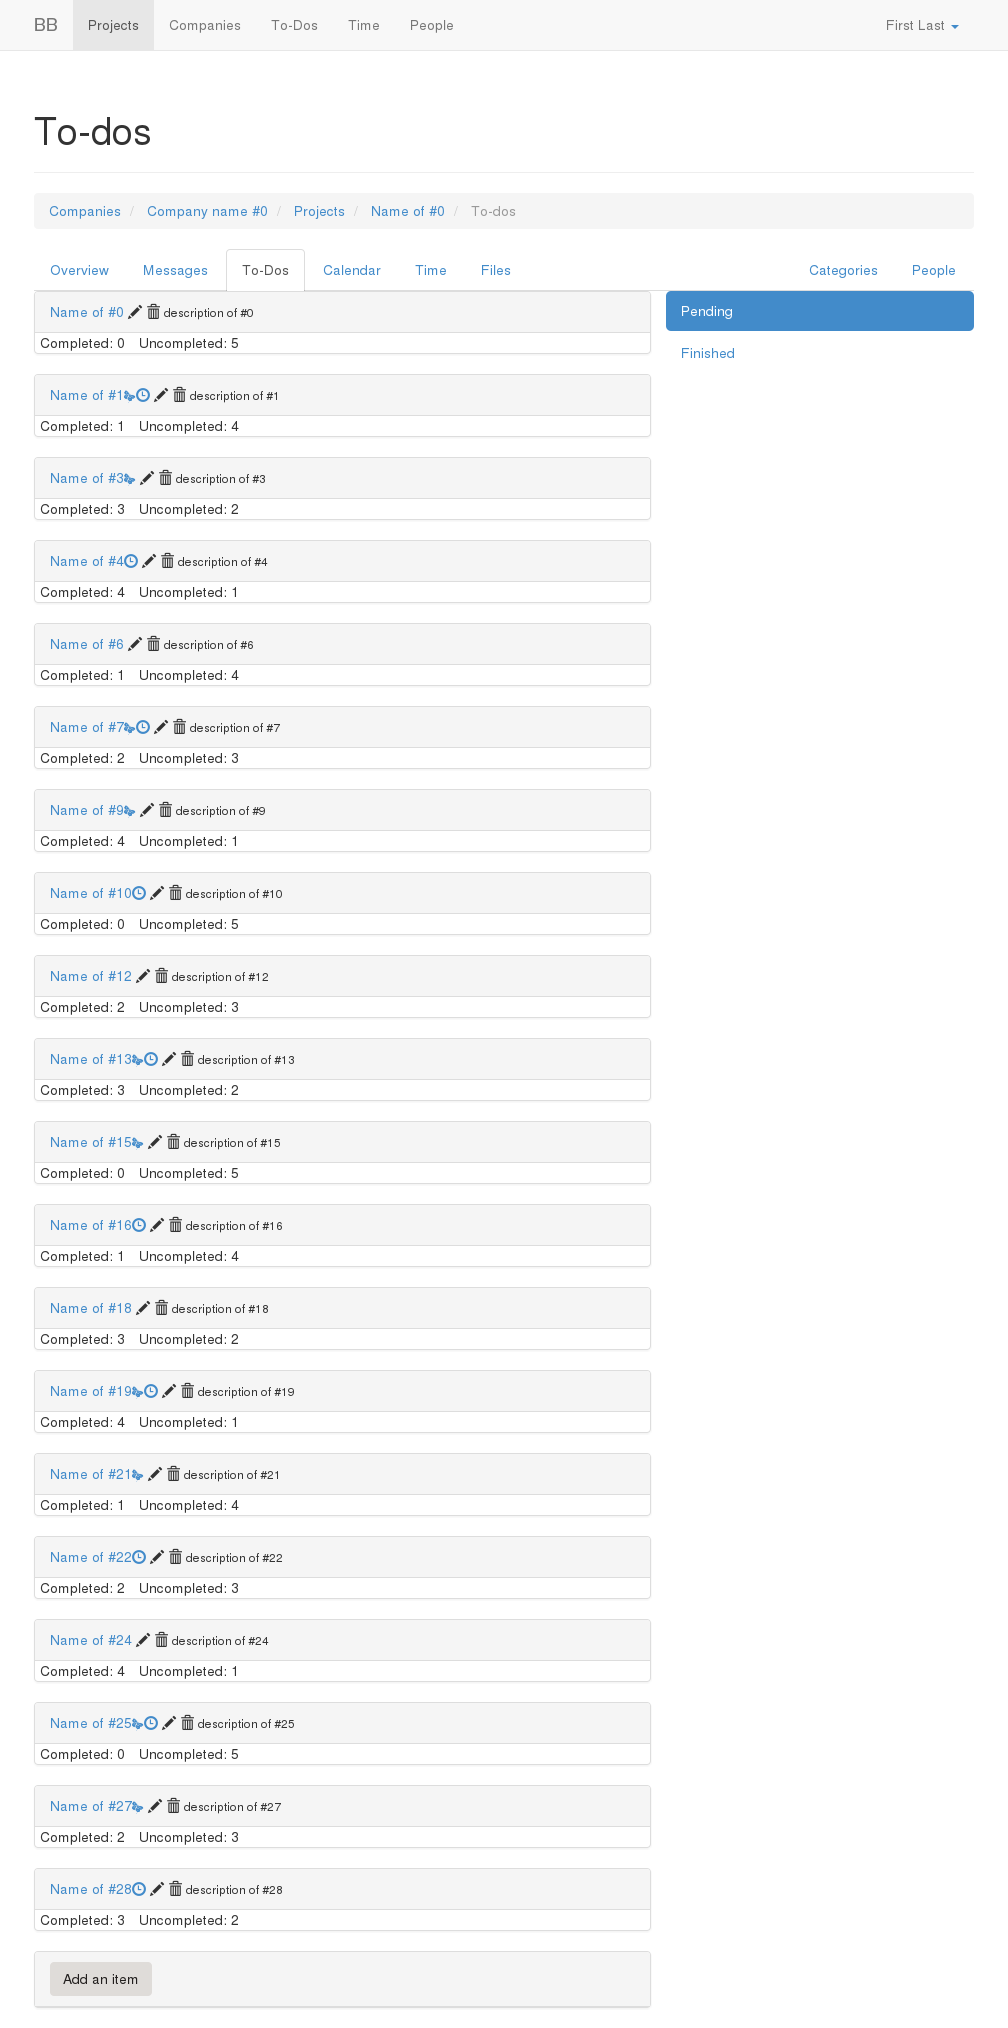 BB Projects Companies To-Dos Time People First Last
To-dos
Companies / Company name #0 / Projects / Name of #0 / To-dos
Overview Messages To-Dos Calendar Time Files Categories People
Name of #0 description of #0
Pending
Completed: 0 Uncompleted: 5
Finished
Name of #1 description of #1
Completed: 1 Uncompleted: 4
Name of #3 description of #3
Completed: 3 Uncompleted: 2
Name of #4 description of #4
Completed: 4 Uncompleted: 1
Name of #6 description of #6
Completed: 1 Uncompleted: 4
Name of #7 description of #7
Completed: 2 Uncompleted: 3
Name of #9 description of #9
Completed: 4 Uncompleted: 1
Name of #10 description of #10
Completed: 0 Uncompleted: 5
Name of #12 description of #12
Completed: 2 Uncompleted: 3
Name of #13 description of #13
Completed: 3 Uncompleted: 2
Name of #15 description of #15
Completed: 0 Uncompleted: 5
Name of #16 description of #16
Completed: 1 Uncompleted: 4
Name of #18 description of #18
Completed: 3 Uncompleted: 2
Name of #19 description of #19
Completed: 4 Uncompleted: 1
Name of #21 description of #21
Completed: 1 Uncompleted: 4
Name of #22 description of #22
Completed: 2 Uncompleted: 3
Name of #24 description of #24
Completed: 4 Uncompleted: 1
Name of #25 description of #25
Completed: 0 Uncompleted: 5
Name of #27 description of #27
Completed: 2 Uncompleted: 3
Name of #28 description of #28
Completed: 3 Uncompleted: 2
Add an item